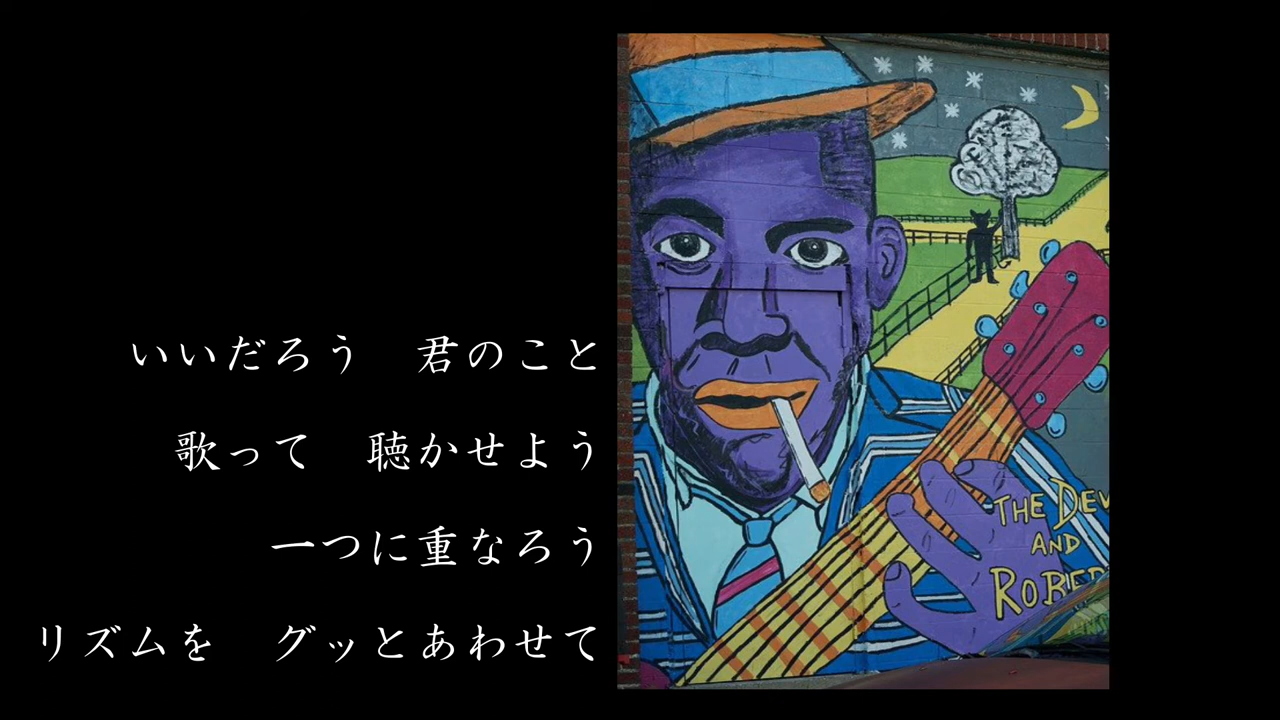 いいだろう　君のこと
歌って　聴かせよう
一つに重なろう
リズムを　グッとあわせて
THE DEV
AND
ROBER